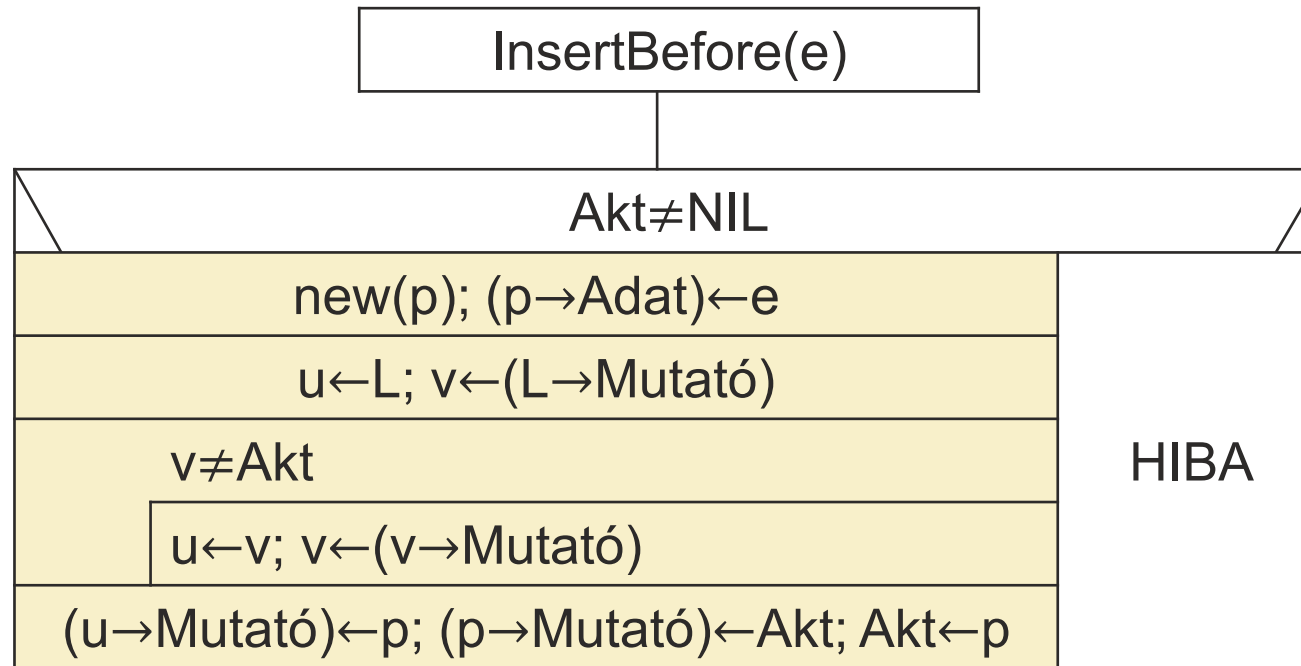 InsertBefore(e)
Akt≠NIL
new(p); (p→Adat)←e
u←L; v←(L→Mutató)
v≠Akt
HIBA
u←v; v←(v→Mutató)
(u→Mutató)←p; (p→Mutató)←Akt; Akt←p